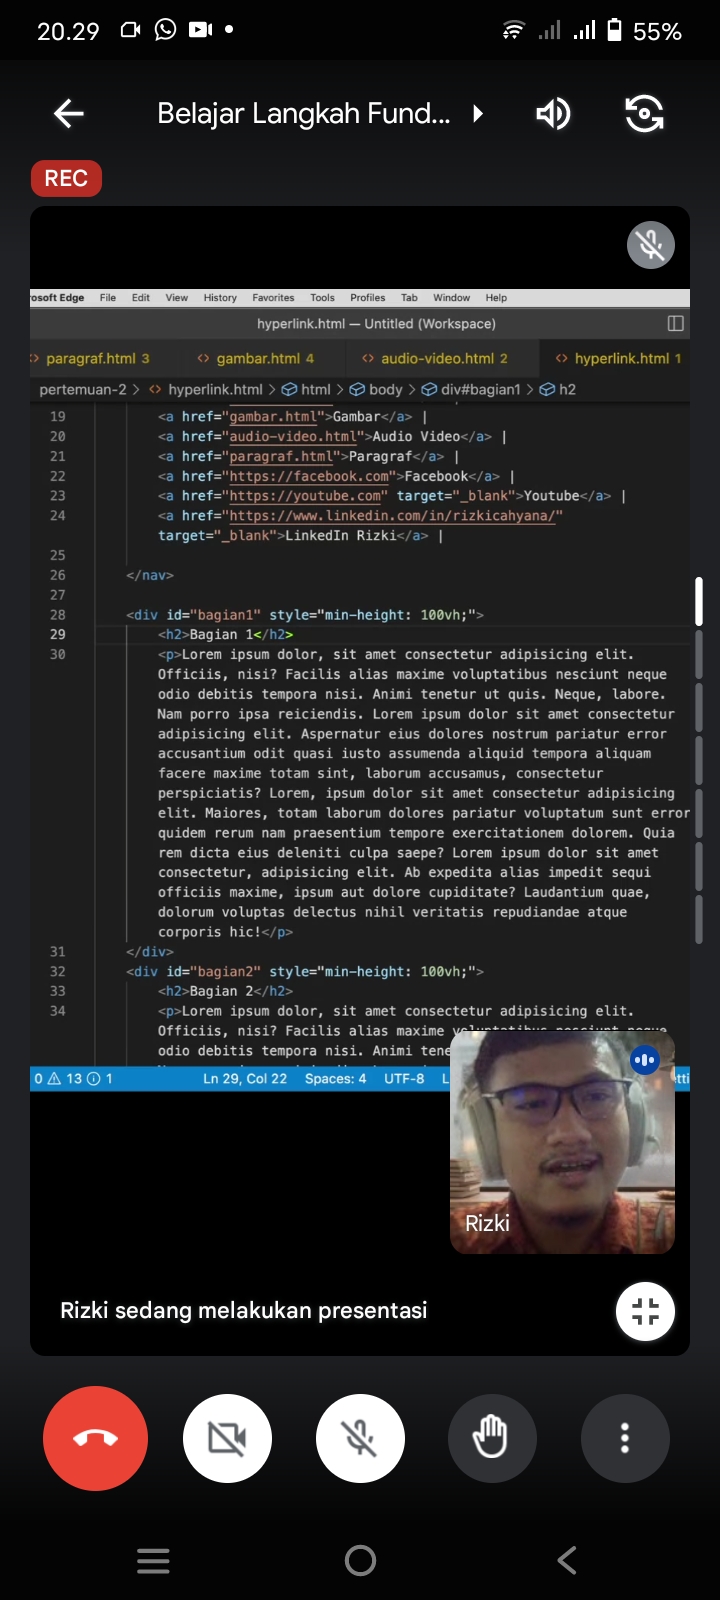 20.29
55%
Belajar Langkah Fund...
REC
rosoft Edge File Edit View History Favorites Tools Profiles Tab Window Help
hyperlink.html — Untitled (Workspace)
<> paragraf.html 3 <> gambar.html 4 <> audio-video.html 2 <> hyperlink.html 1
pertemuan-2 > <> hyperlink.html > html > body > div#bagian1 > h2
19 <a href="gambar.html">Gambar</a> |
20 <a href="audio-video.html">Audio Video</a> |
21 <a href="paragraf.html">Paragraf</a> |
22 <a href="https://facebook.com">Facebook</a> |
23 <a href="https://youtube.com" target="_blank">Youtube</a> |
24 <a href="https://www.linkedin.com/in/rizkicahyana/"
target="_blank">LinkedIn Rizki</a> |
25
26 </nav>
27
28 <div id="bagian1" style="min-height: 100vh;">
29 <h2>Bagian 1</h2>
30 <p>Lorem ipsum dolor, sit amet consectetur adipisicing elit.
Officiis, nisi? Facilis alias maxime voluptatibus nesciunt neque
odio debitis tempora nisi. Animi tenetur ut quis. Neque, labore.
Nam porro ipsa reiciendis. Lorem ipsum dolor sit amet consectetur
adipisicing elit. Aspernatur eius dolores nostrum pariatur error
accusantium odit quasi iusto assumenda aliquid tempora aliquam
facere maxime totam sint, laborum accusamus, consectetur
perspiciatis? Lorem, ipsum dolor sit amet consectetur adipisicing
elit. Maiores, totam laborum dolores pariatur voluptatum sunt error
quidem rerum nam praesentium tempore exercitationem dolorem. Quia
rem dicta eius deleniti culpa saepe? Lorem ipsum dolor sit amet
consectetur, adipisicing elit. Ab expedita alias impedit sequi
officiis maxime, ipsum aut dolore cupiditate? Laudantium quae,
dolorum voluptas delectus nihil veritatis repudiandae atque
corporis hic!</p>
31 </div>
32 <div id="bagian2" style="min-height: 100vh;">
33 <h2>Bagian 2</h2>
34 <p>Lorem ipsum dolor, sit amet consectetur adipisicing elit.
Officiis, nisi? Facilis alias maxime voluptatibus nesciunt neque
odio debitis tempora nisi. Animi tene
0 13 1 Ln 29, Col 22 Spaces: 4 UTF-8 L
Rizki
Rizki sedang melakukan presentasi